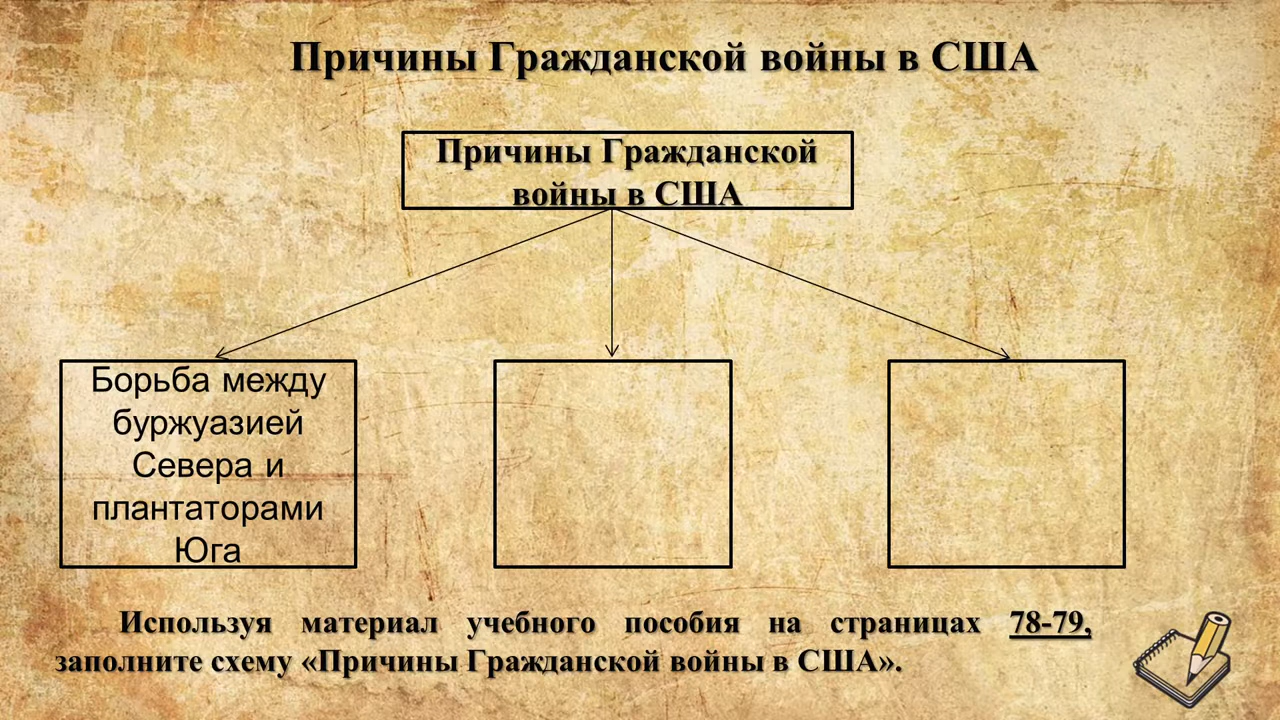 Причины Гражданской войны в США
Причины Гражданской
войны в США
Борьба между
буржуазией
Севера и
плантаторами
Юга
Используя материал учебного пособия на страницах 78-79,
заполните схему «Причины Гражданской войны в США».